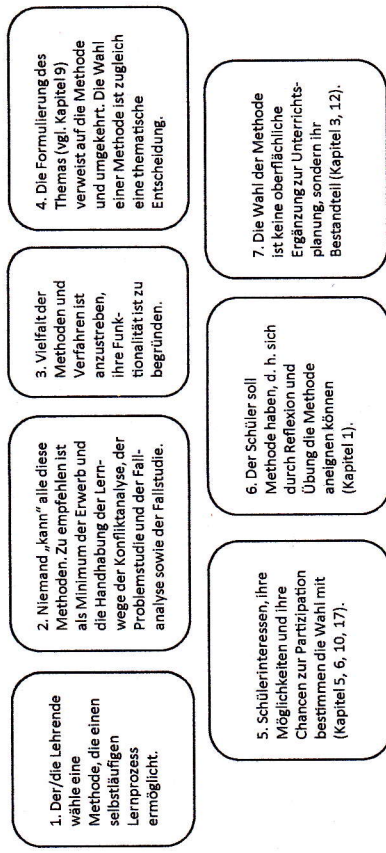 1. Der/die Lehrende
wähle eine
Methode, die einen
selbstläufigen
Lernprozess
ermöglicht.
2. Niemand „kann“ alle diese
Methoden. Zu empfehlen ist
als Minimum der Erwerb und
die Handhabung der Lern-
wege der Konfliktanalyse, der
Problemstudie und der Fall-
analyse sowie der Fallstudie.
3. Vielfalt der
Methoden und
Verfahren ist
anzustreben,
ihre Funk-
tionalität ist zu
begründen.
4. Die Formulierung des
Themas (vgl. Kapitel 9)
verweist auf die Methode
und umgekehrt. Die Wahl
einer Methode ist zugleich
eine thematische
Entscheidung.
5. Schülerinteressen, ihre
Möglichkeiten und ihre
Chancen zur Partizipation
bestimmen die Wahl mit
(Kapitel 5, 6, 10, 17).
6. Der Schüler soll
Methode haben, d. h. sich
durch Reflexion und
Übung die Methode
aneignen können
(Kapitel 1).
7. Die Wahl der Methode
ist keine oberflächliche
Ergänzung zur Unterrichts-
planung, sondern ihr
Bestandteil (Kapitel 3, 12).